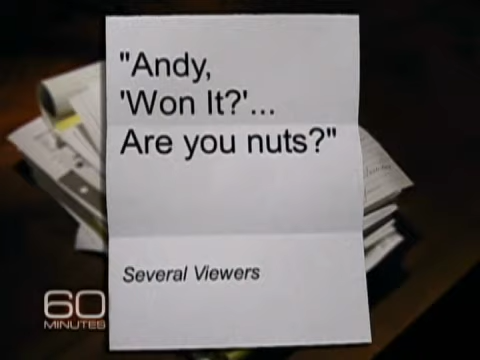 "Andy,
'Won It?'...
Are you nuts?"
Several Viewers
60
MINUTES